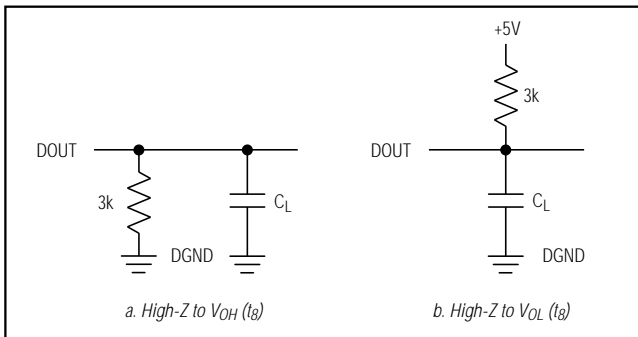 +5V
3k
DOUT
DOUT
3k
C_L
C_L
DGND
DGND
a. High-Z to V_OH (t_8)
b. High-Z to V_OL (t_8)